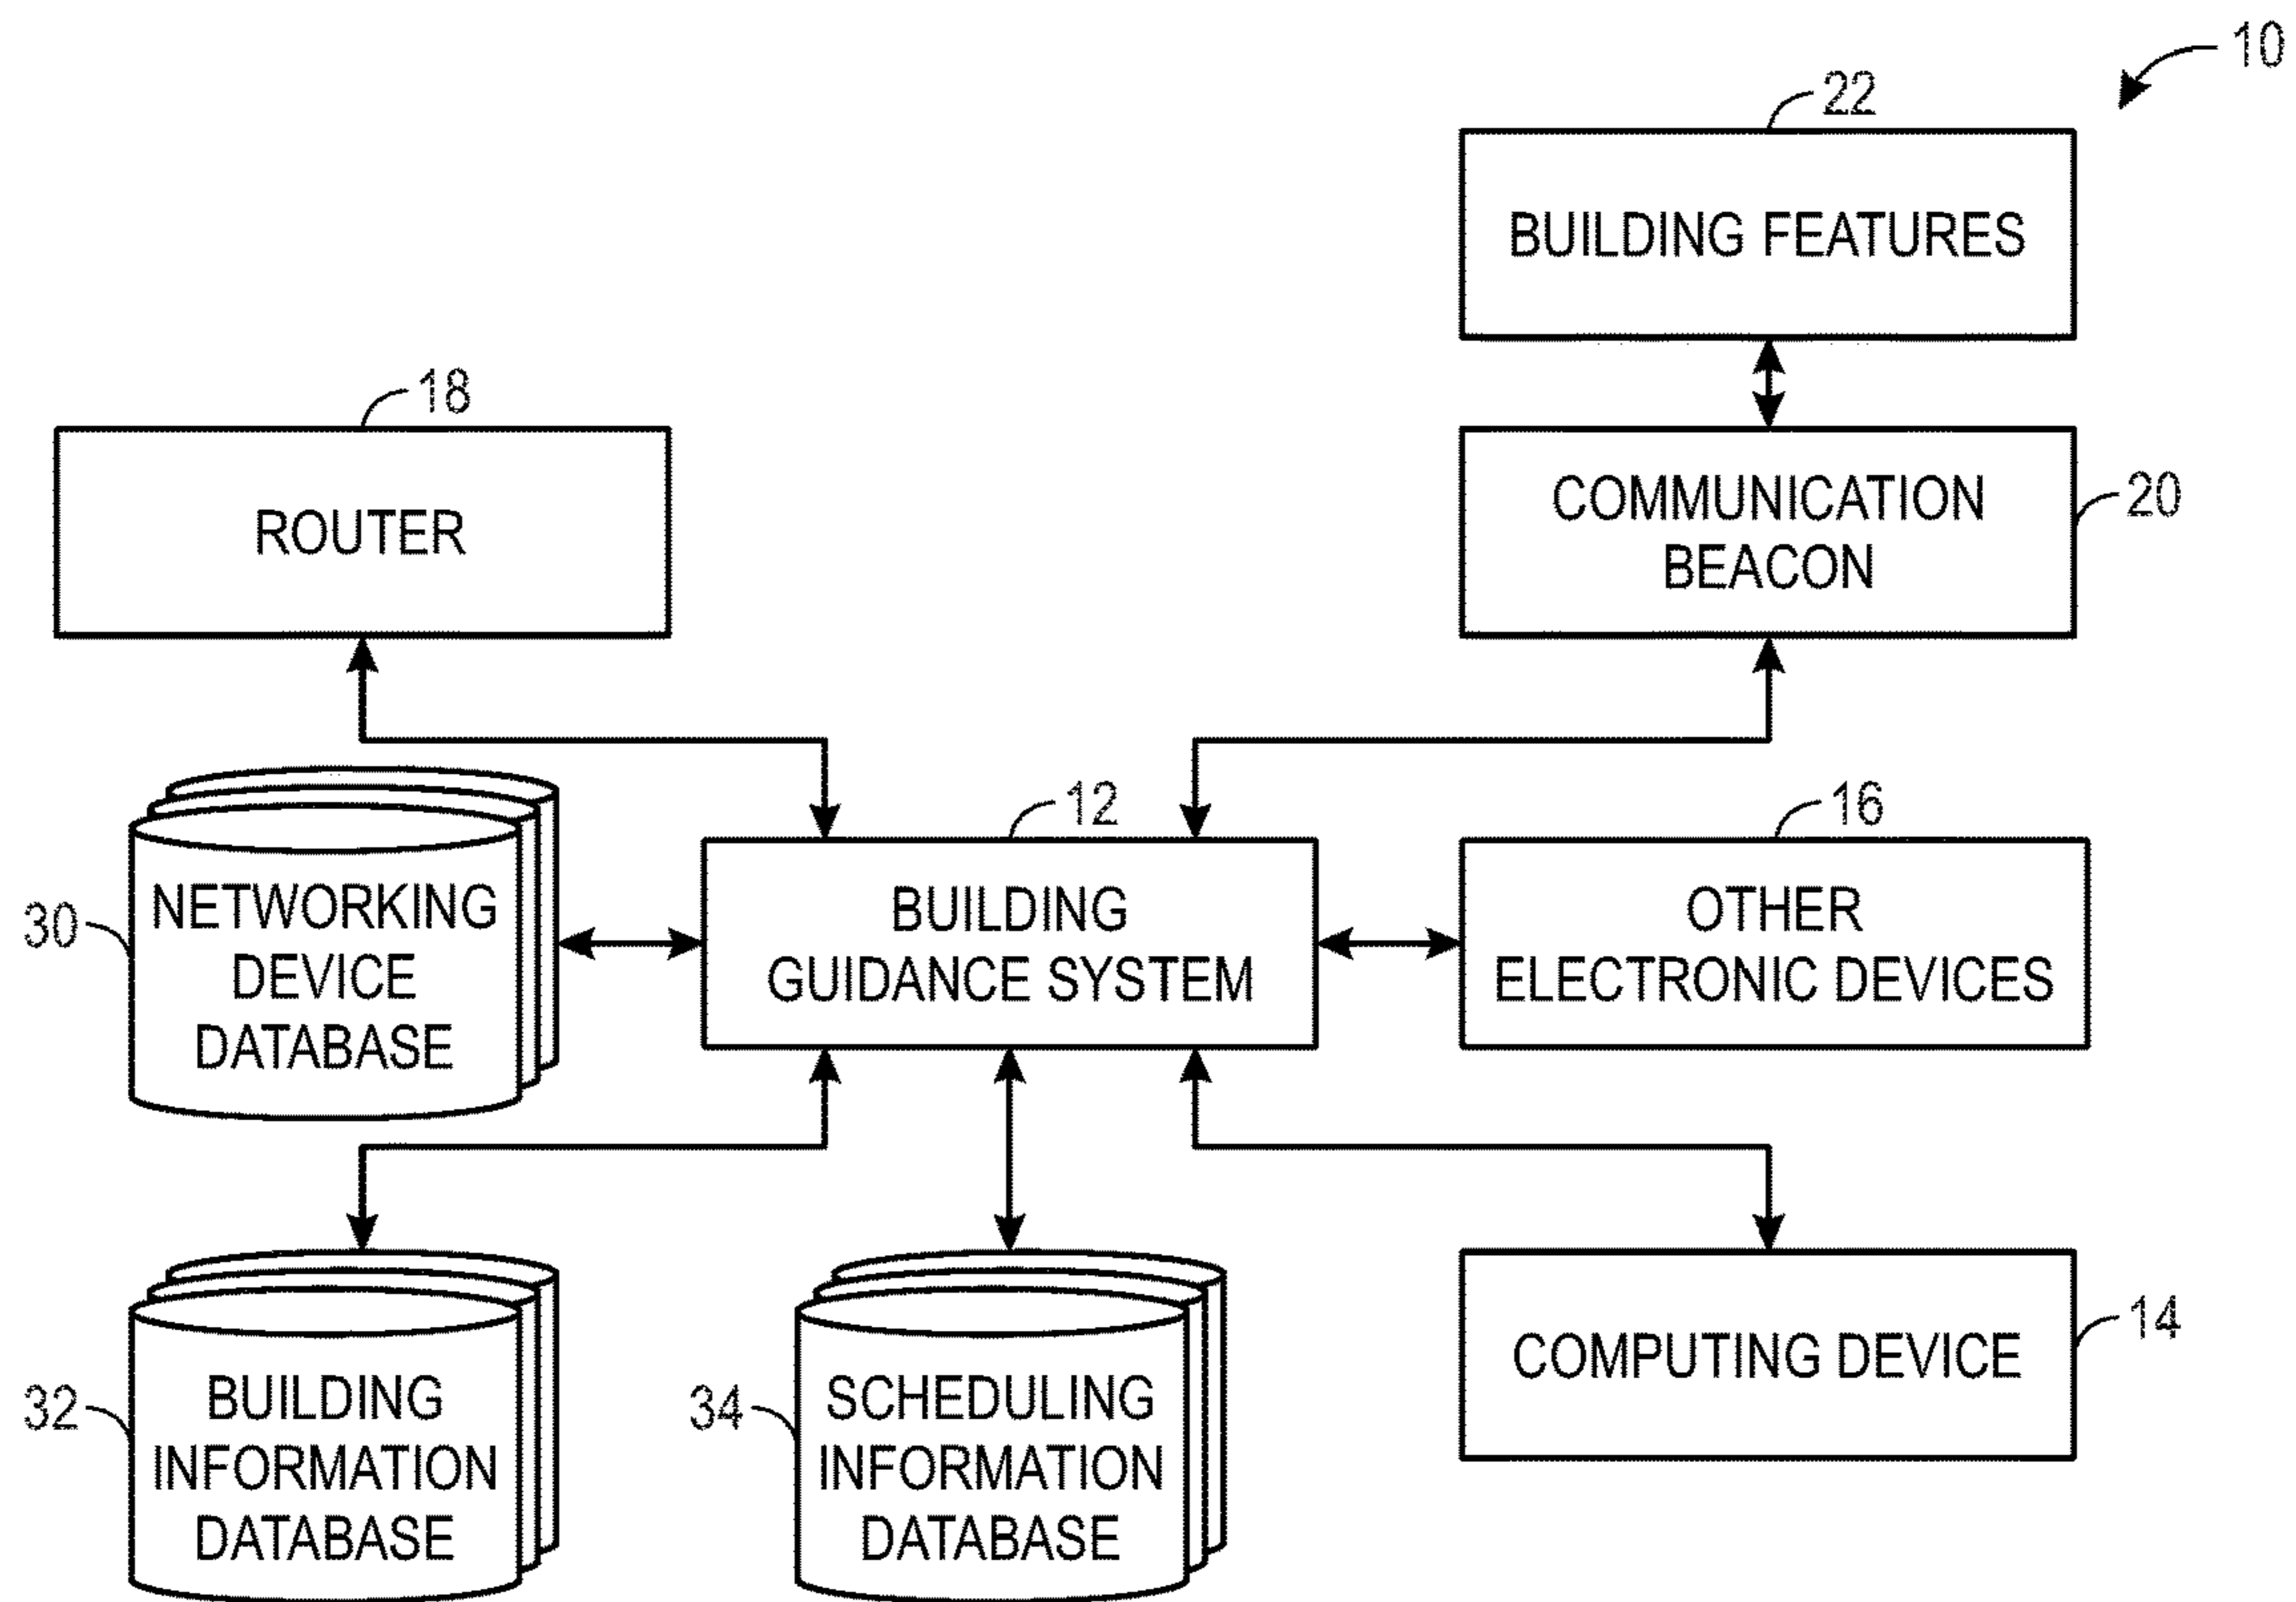 10
22
BUILDING FEATURES
18
ROUTER
COMMUNICATION
BEACON
20
12
16
30
NETWORKING
DEVICE
DATABASE
BUILDING
GUIDANCE SYSTEM
OTHER
ELECTRONIC DEVICES
32
BUILDING
INFORMATION
DATABASE
34
SCHEDULING
INFORMATION
DATABASE
COMPUTING DEVICE
14